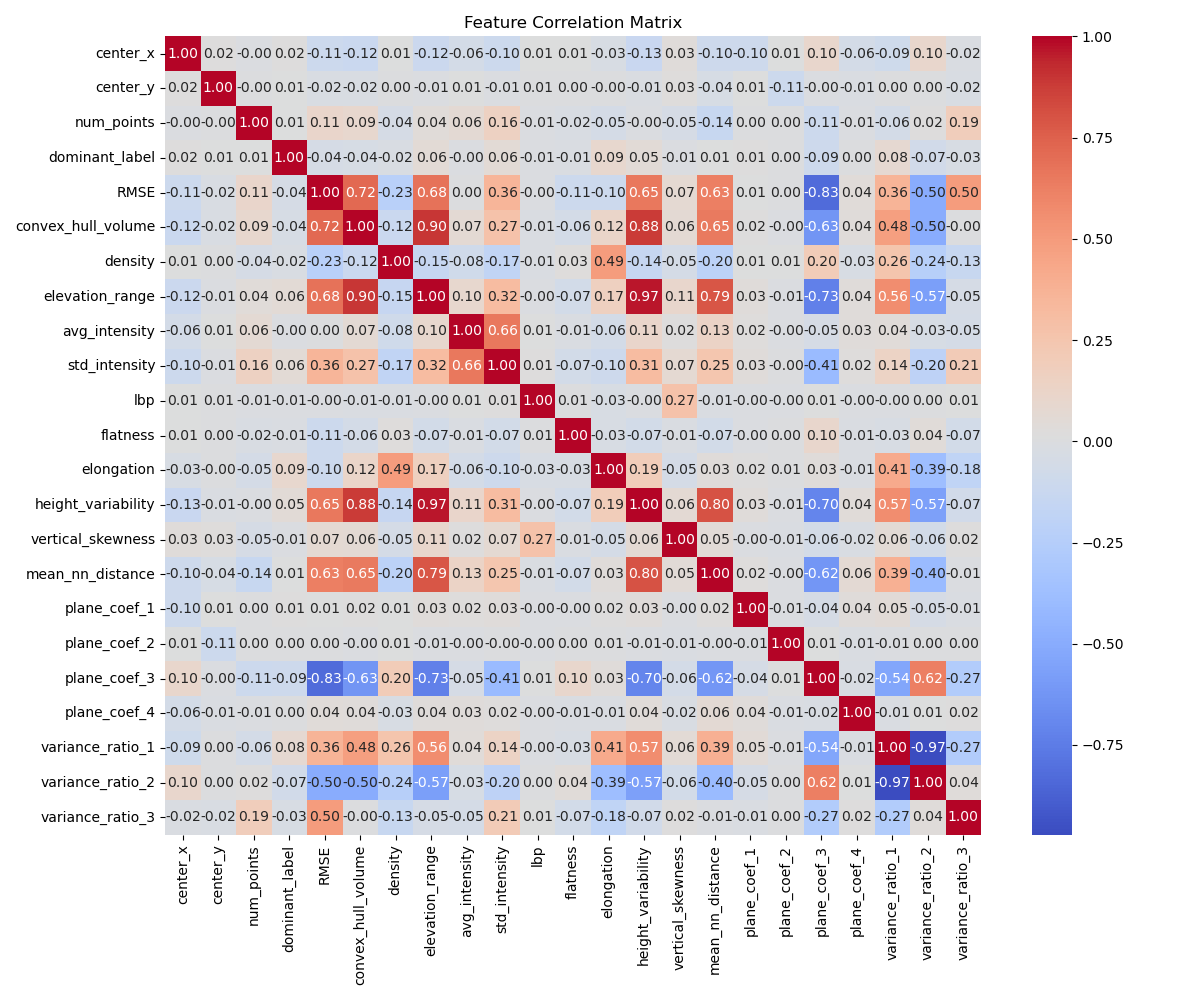 Feature Correlation Matrix
center_x 1.00 0.02 -0.00 0.02 -0.11 -0.12 0.01 -0.12 -0.06 -0.10 0.01 0.01 -0.03 -0.13 0.03 -0.10 -0.10 0.01 0.10 -0.06 -0.09 0.10 -0.02
center_y 0.02 1.00 -0.00 0.01 -0.02 -0.02 0.00 -0.01 0.01 -0.01 0.01 0.00 -0.00 -0.01 0.03 -0.04 0.01 -0.11 -0.00 -0.01 0.00 0.00 -0.02
num_points -0.00 -0.00 1.00 0.01 0.11 0.09 -0.04 0.04 0.06 0.16 -0.01 -0.02 -0.05 -0.00 -0.05 -0.14 0.00 0.00 -0.11 -0.01 -0.06 0.02 0.19
dominant_label 0.02 0.01 0.01 1.00 -0.04 -0.04 -0.02 0.06 -0.00 0.06 -0.01 -0.01 0.09 0.05 -0.01 0.01 0.01 0.00 -0.09 0.00 0.08 -0.07 -0.03
RMSE -0.11 -0.02 0.11 -0.04 1.00 0.72 -0.23 0.68 0.00 0.36 -0.00 -0.11 -0.10 0.65 0.07 0.63 0.01 0.00 -0.83 0.04 0.36 -0.50 0.50
convex_hull_volume -0.12 -0.02 0.09 -0.04 0.72 1.00 -0.12 0.90 0.07 0.27 -0.01 -0.06 0.12 0.88 0.06 0.65 0.02 -0.00 -0.63 0.04 0.48 -0.50 -0.00
density 0.01 0.00 -0.04 -0.02 -0.23 -0.12 1.00 -0.15 -0.08 -0.17 -0.01 0.03 0.49 -0.14 -0.05 -0.20 0.01 0.01 0.20 -0.03 0.26 -0.24 -0.13
elevation_range -0.12 -0.01 0.04 0.06 0.68 0.90 -0.15 1.00 0.10 0.32 -0.00 -0.07 0.17 0.97 0.11 0.79 0.03 -0.01 -0.73 0.04 0.56 -0.57 -0.05
avg_intensity -0.06 0.01 0.06 -0.00 0.00 0.07 -0.08 0.10 1.00 0.66 0.01 -0.01 -0.06 0.11 0.02 0.13 0.02 -0.00 -0.05 0.03 0.04 -0.03 -0.05
std_intensity -0.10 -0.01 0.16 0.06 0.36 0.27 -0.17 0.32 0.66 1.00 0.01 -0.07 -0.10 0.31 0.07 0.25 0.03 -0.00 -0.41 0.02 0.14 -0.20 0.21
lbp 0.01 0.01 -0.01 -0.01 -0.00 -0.01 -0.01 -0.00 0.01 0.01 1.00 0.01 -0.03 -0.00 0.27 -0.01 -0.00 -0.00 0.01 -0.00 -0.00 0.00 0.01
flatness 0.01 0.00 -0.02 -0.01 -0.11 -0.06 0.03 -0.07 -0.01 -0.07 0.01 1.00 -0.03 -0.07 -0.01 -0.07 -0.00 0.00 0.10 -0.01 -0.03 0.04 -0.07
elongation -0.03 -0.00 -0.05 0.09 -0.10 0.12 0.49 0.17 -0.06 -0.10 -0.03 -0.03 1.00 0.19 -0.05 0.03 0.02 0.01 0.03 -0.01 0.41 -0.39 -0.18
height_variability -0.13 -0.01 -0.00 0.05 0.65 0.88 -0.14 0.97 0.11 0.31 -0.00 -0.07 0.19 1.00 0.06 0.80 0.03 -0.01 -0.70 0.04 0.57 -0.57 -0.07
vertical_skewness 0.03 0.03 -0.05 -0.01 0.07 0.06 -0.05 0.11 0.02 0.07 0.27 -0.01 -0.05 0.06 1.00 0.05 -0.00 -0.01 -0.06 -0.02 0.06 -0.06 0.02
mean_nn_distance -0.10 -0.04 -0.14 0.01 0.63 0.65 -0.20 0.79 0.13 0.25 -0.01 -0.07 0.03 0.80 0.05 1.00 0.02 -0.00 -0.62 0.06 0.39 -0.40 -0.01
plane_coef_1 -0.10 0.01 0.00 0.01 0.01 0.02 0.01 0.03 0.02 0.03 -0.00 -0.00 0.02 0.03 -0.00 0.02 1.00 -0.01 -0.04 0.04 0.05 -0.05 -0.01
plane_coef_2 0.01 -0.11 0.00 0.00 0.00 -0.00 0.01 -0.01 -0.00 -0.00 -0.00 0.00 0.01 -0.01 -0.01 -0.00 -0.01 1.00 0.01 -0.01 -0.01 0.00 0.00
plane_coef_3 0.10 -0.00 -0.11 -0.09 -0.83 -0.63 0.20 -0.73 -0.05 -0.41 0.01 0.10 0.03 -0.70 -0.06 -0.62 -0.04 0.01 1.00 -0.02 -0.54 0.62 -0.27
plane_coef_4 -0.06 -0.01 -0.01 0.00 0.04 0.04 -0.03 0.04 0.03 0.02 -0.00 -0.01 -0.01 0.04 -0.02 0.06 0.04 -0.01 -0.02 1.00 -0.01 0.01 0.02
variance_ratio_1 -0.09 0.00 -0.06 0.08 0.36 0.48 0.26 0.56 0.04 0.14 -0.00 -0.03 0.41 0.57 0.06 0.39 0.05 -0.01 -0.54 -0.01 1.00 -0.97 -0.27
variance_ratio_2 0.10 0.00 0.02 -0.07 -0.50 -0.50 -0.24 -0.57 -0.03 -0.20 0.00 0.04 -0.39 -0.57 -0.06 -0.40 -0.05 0.00 0.62 0.01 -0.97 1.00 0.04
variance_ratio_3 -0.02 -0.02 0.19 -0.03 0.50 -0.00 -0.13 -0.05 -0.05 0.21 0.01 -0.07 -0.18 -0.07 0.02 -0.01 -0.01 0.00 -0.27 0.02 -0.27 0.04 1.00
center_x center_y num_points dominant_label RMSE convex_hull_volume density elevation_range avg_intensity std_intensity lbp flatness elongation height_variability vertical_skewness mean_nn_distance plane_coef_1 plane_coef_2 plane_coef_3 plane_coef_4 variance_ratio_1 variance_ratio_2 variance_ratio_3
1.00
0.75
0.50
0.25
0.00
−0.25
−0.50
−0.75